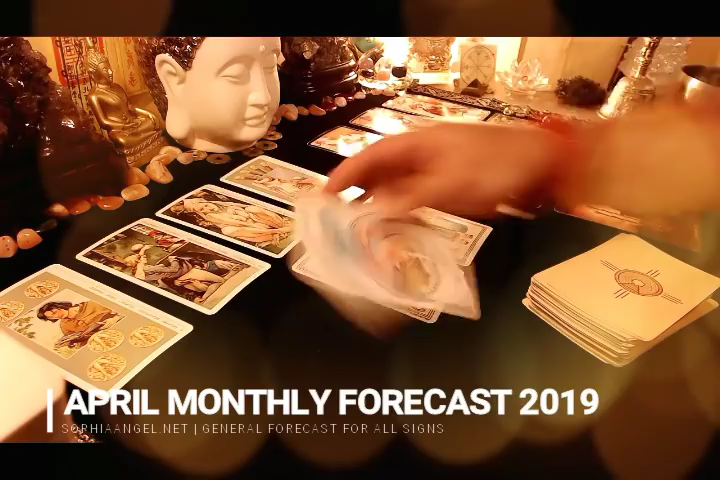 APRIL MONTHLY FORECAST 2019
SOPHIAANGEL.NET | GENERAL FORECAST FOR ALL SIGNS